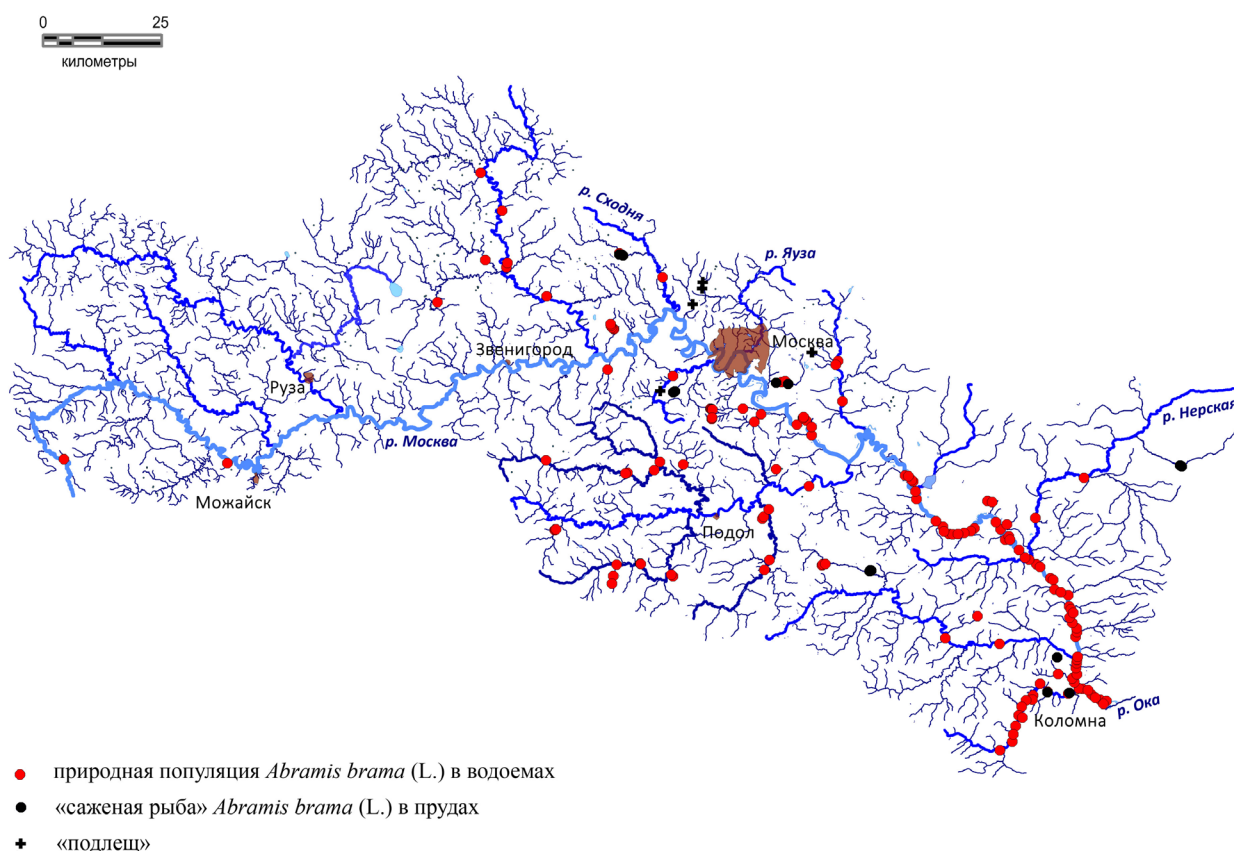 0 25
километры
р. Сходня
р. Яуза
Москва
Звенигород
Руза
р. Нерская
р. Москва
Можайск
Подол
р. Ока
Коломна
природная популяция Abramis brama (L.) в водоемах
«саженая рыба» Abramis brama (L.) в прудах
«подлещ»